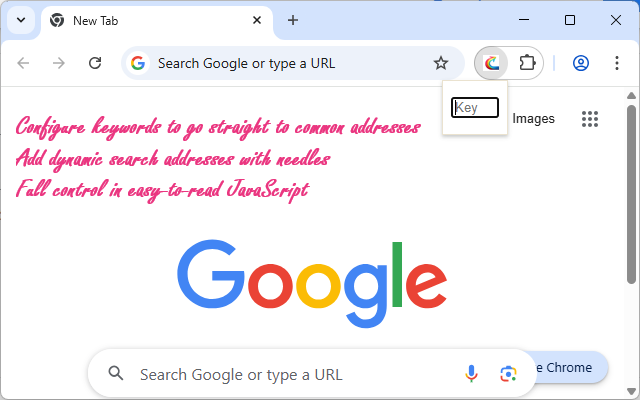 New Tab
Search Google or type a URL
Key
Images
Configure keywords to go straight to common addresses
Add dynamic search addresses with needles
Full control in easy-to-read JavaScript
Google
Search Google or type a URL
Chrome